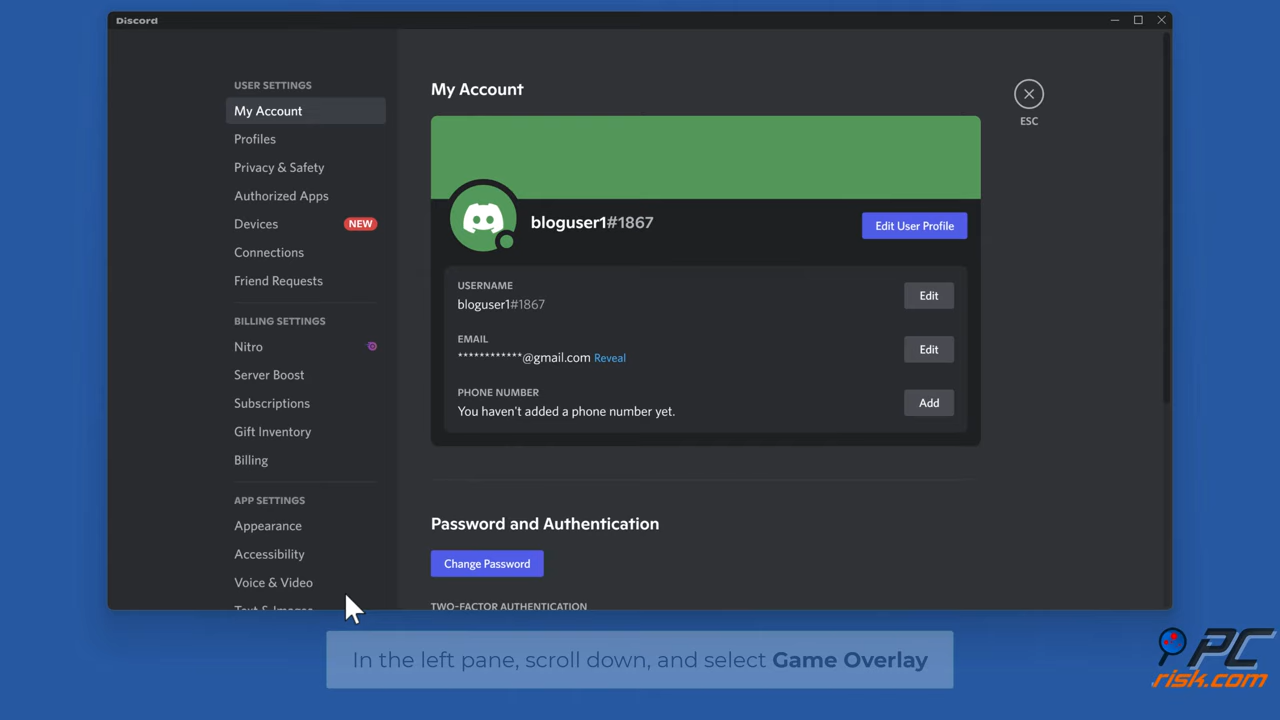 Discord
USER SETTINGS
My Account
Profiles
Privacy & Safety
Authorized Apps
Devices NEW
Connections
Friend Requests
BILLING SETTINGS
Nitro
Server Boost
Subscriptions
Gift Inventory
Billing
APP SETTINGS
Appearance
Accessibility
Voice & Video
Text & Images
My Account
ESC
bloguser1#1867
Edit User Profile
USERNAME
bloguser1#1867
Edit
EMAIL
************@gmail.com Reveal
Edit
PHONE NUMBER
You haven't added a phone number yet.
Add
Password and Authentication
Change Password
TWO-FACTOR AUTHENTICATION
In the left pane, scroll down, and select Game Overlay
PC
risk.com